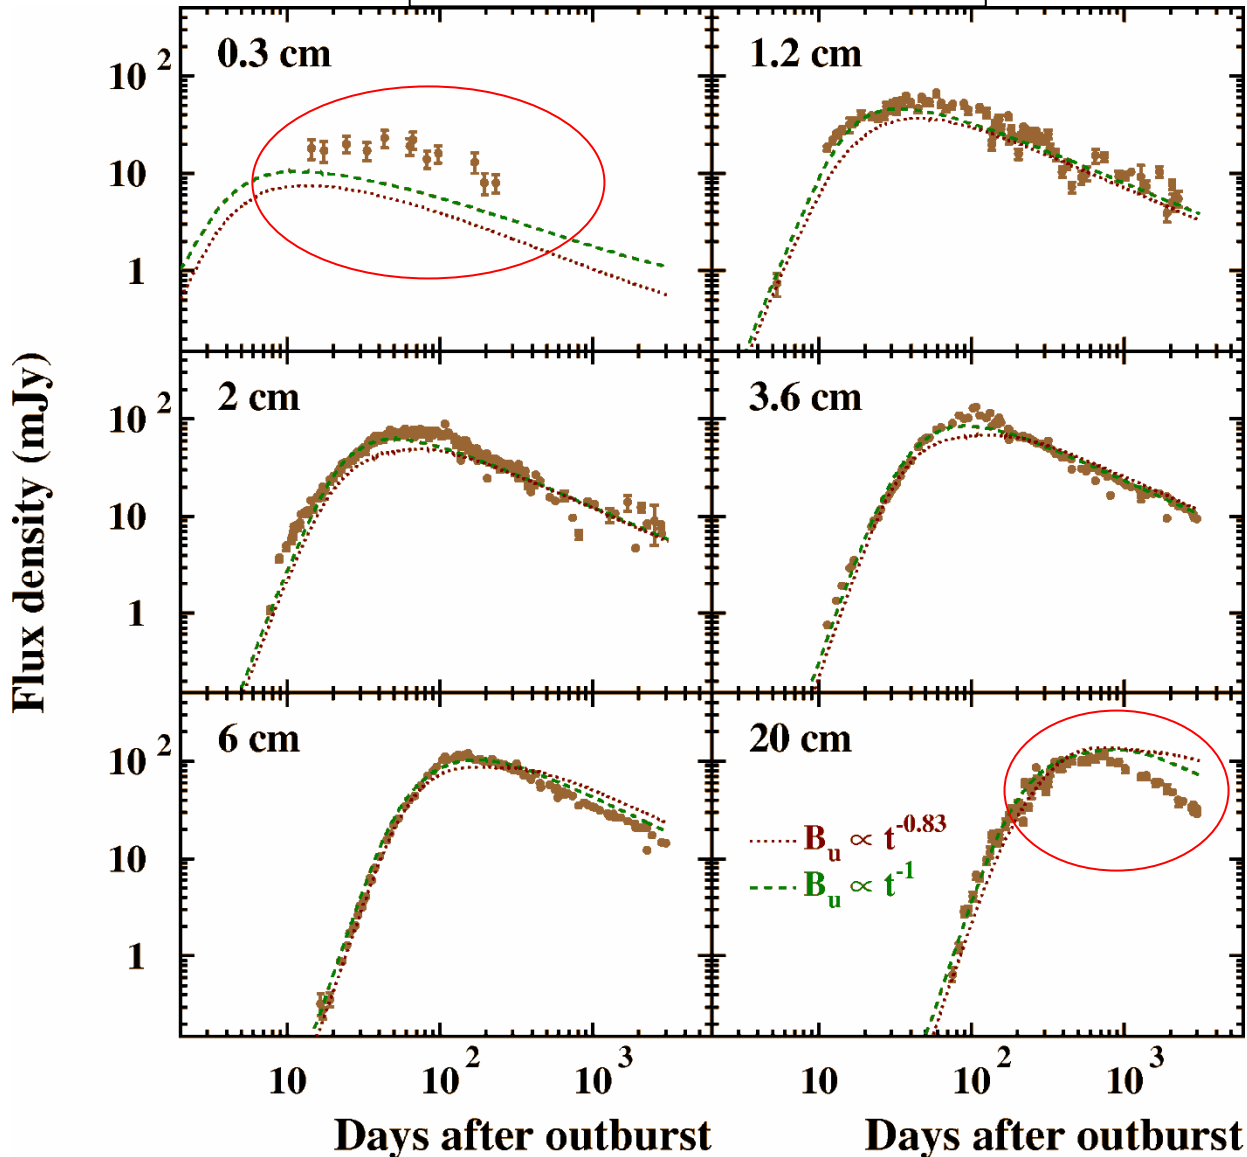 0.3 cm
1.2 cm
10 2
10
1
2 cm
3.6 cm
10 2
10
1
6 cm
20 cm
10 2
10
1
B u ∝ t -0.83
B u ∝ t -1
10 10 2 10 3
10 10 2 10 3
Flux density (mJy)
Days after outburst
Days after outburst